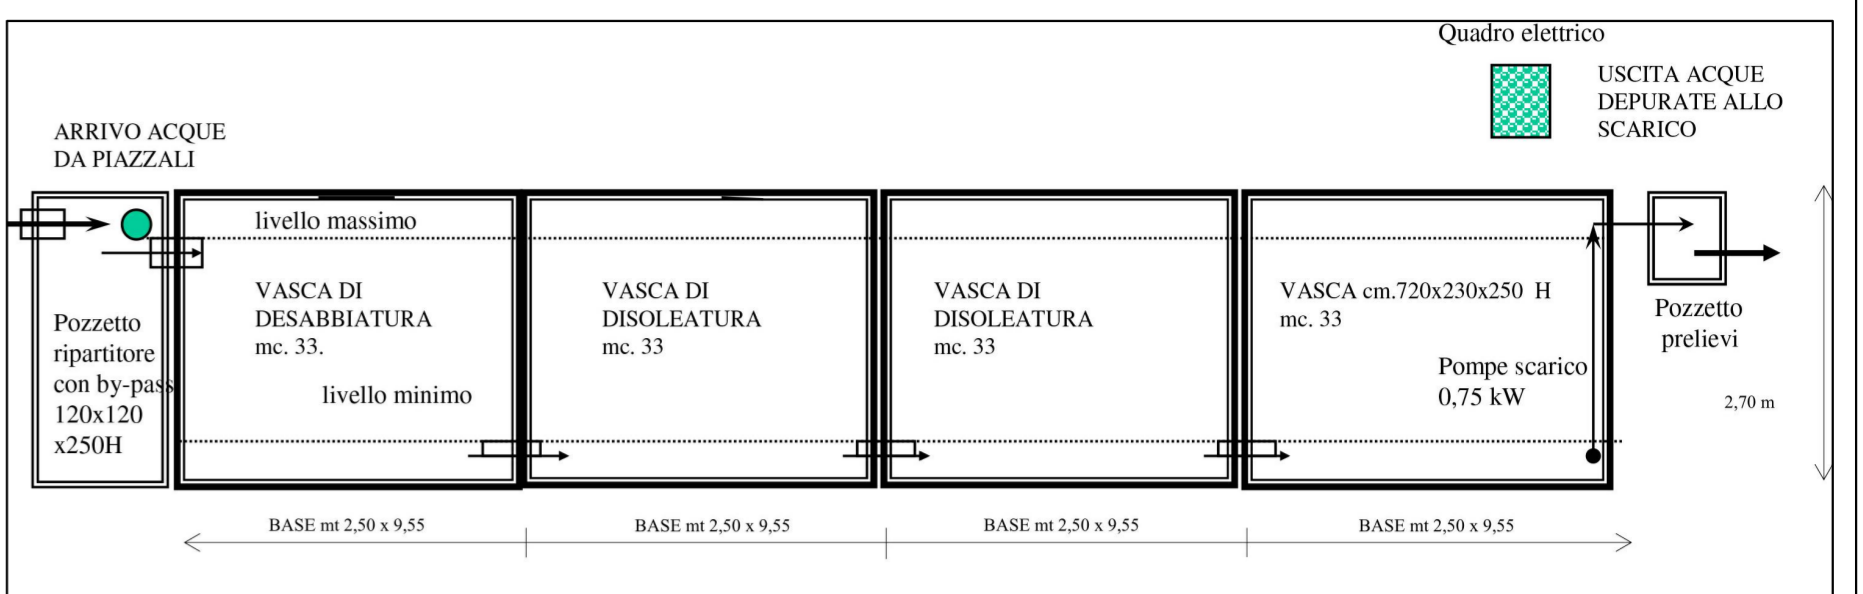 Quadro elettrico
USCITA ACQUE
DEPURATE ALLO
SCARICO
ARRIVO ACQUE
DA PIAZZALI
livello massimo
VASCA DI
DESABBIATURA
mc. 33.
livello minimo
VASCA DI
DISOLEATURA
mc. 33
VASCA DI
DISOLEATURA
mc. 33
VASCA cm.720x230x250 H
mc. 33
Pompe scarico
0,75 kW
Pozzetto
ripartitore
con by-pass
120x120
x250H
Pozzetto
prelievi
2,70 m
BASE mt 2,50 x 9,55
BASE mt 2,50 x 9,55
BASE mt 2,50 x 9,55
BASE mt 2,50 x 9,55